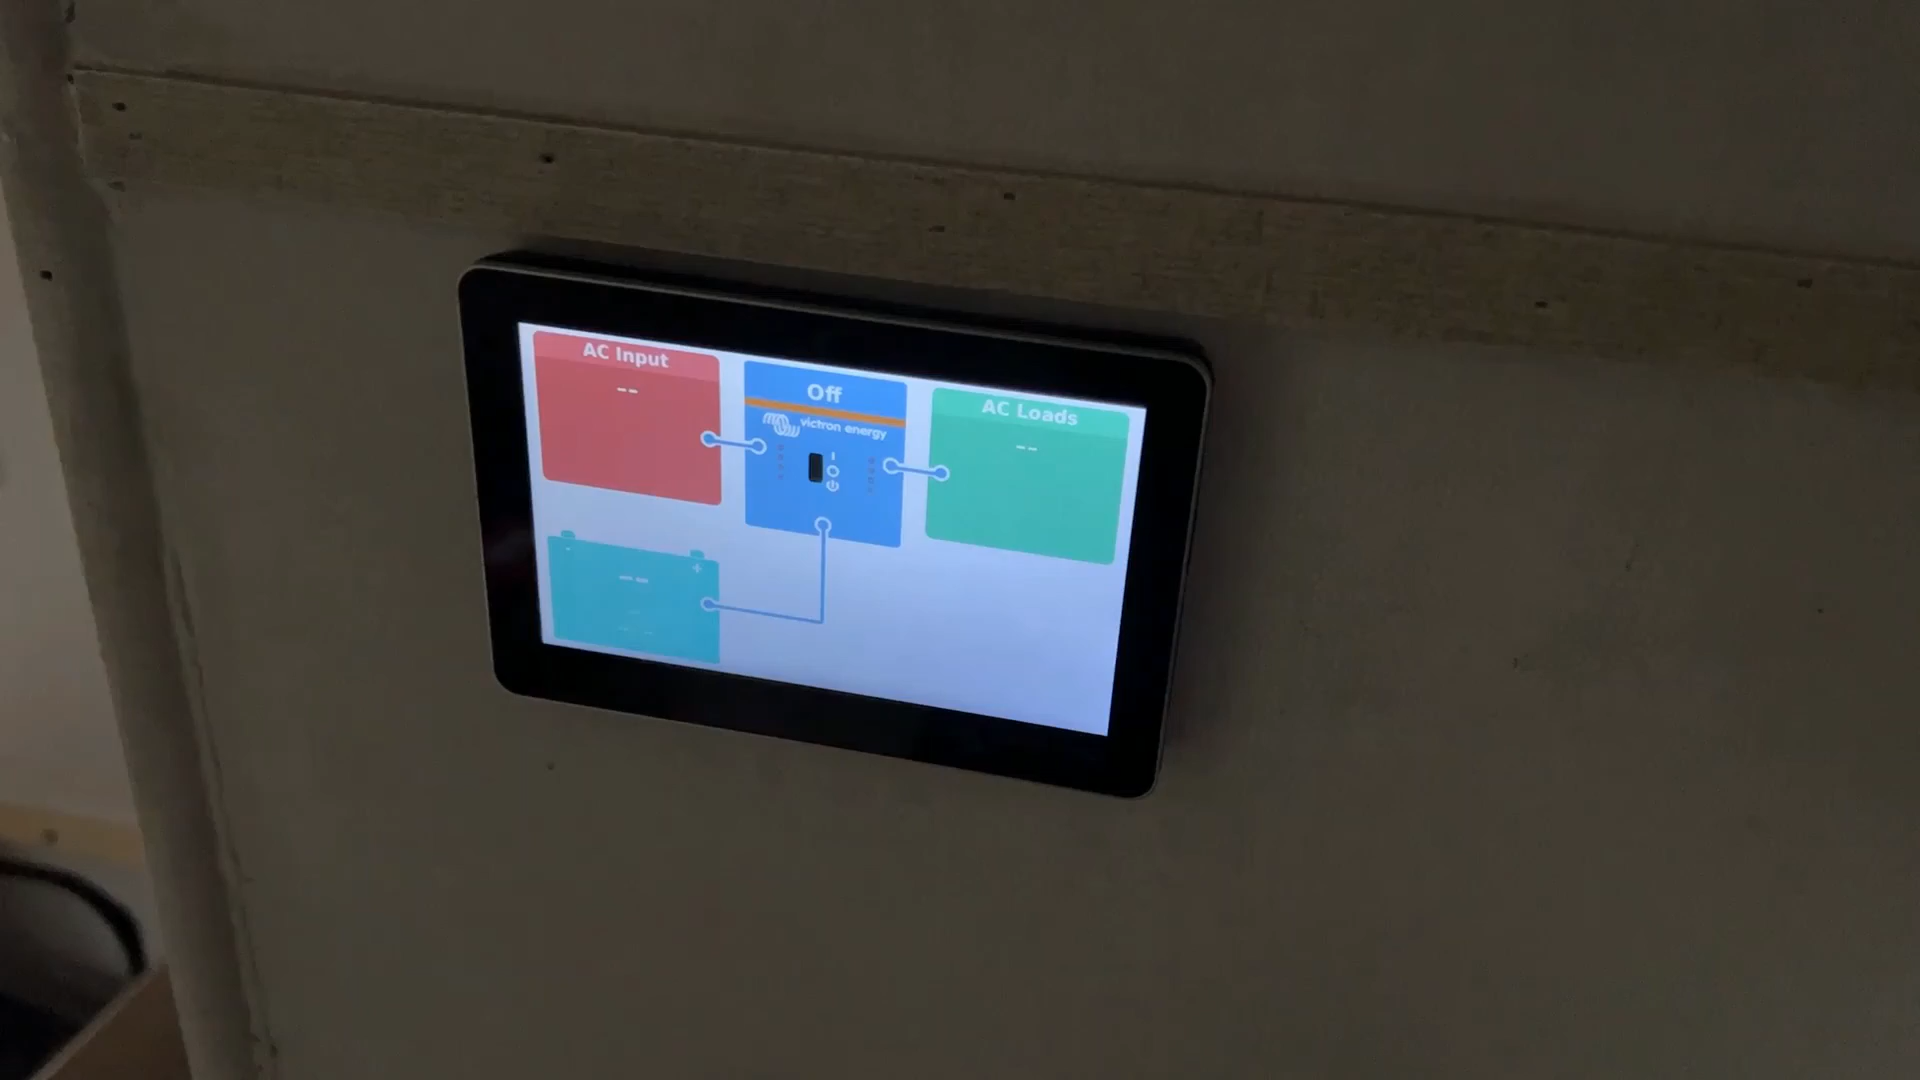 AC Input
--
Off
victron energy
AC Loads
--
--